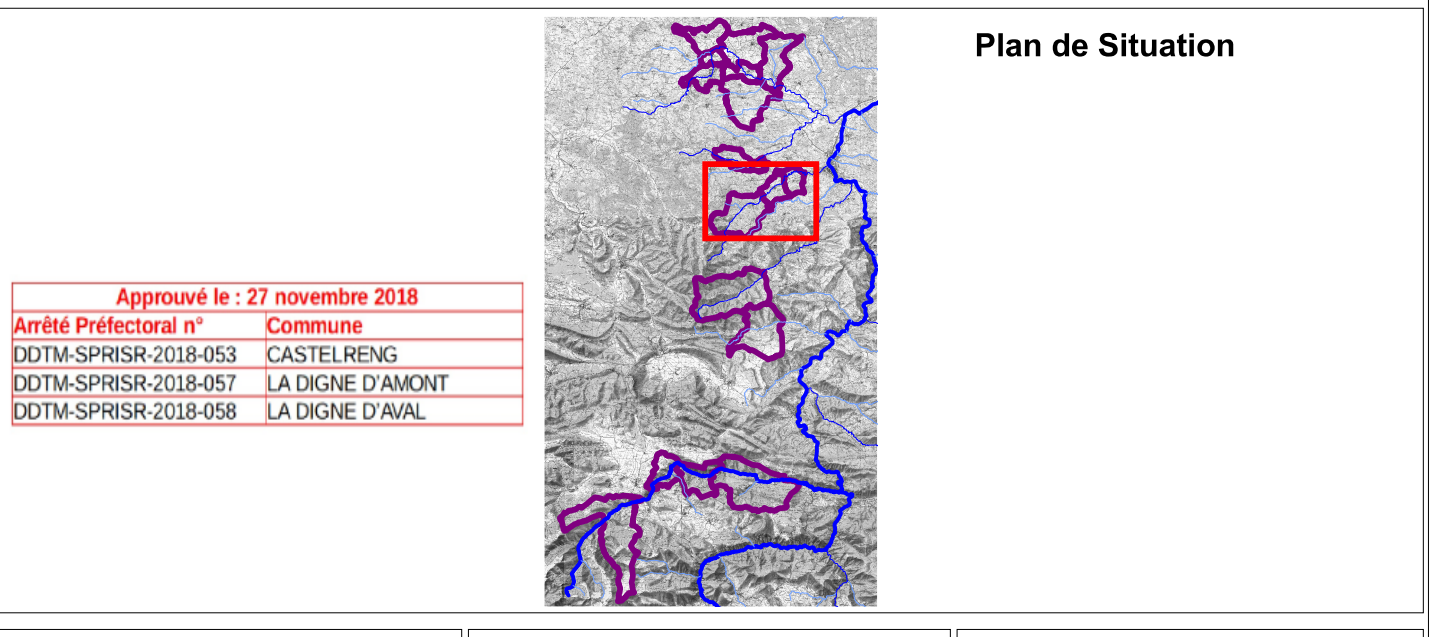 Plan de Situation
Approuvé le : 27 novembre 2018
Arrêté Préfectoral n° Commune
DDTM-SPRISR-2018-053 CASTELRENG
DDTM-SPRISR-2018-057 LA DIGNE D'AMONT
DDTM-SPRISR-2018-058 LA DIGNE D'AVAL